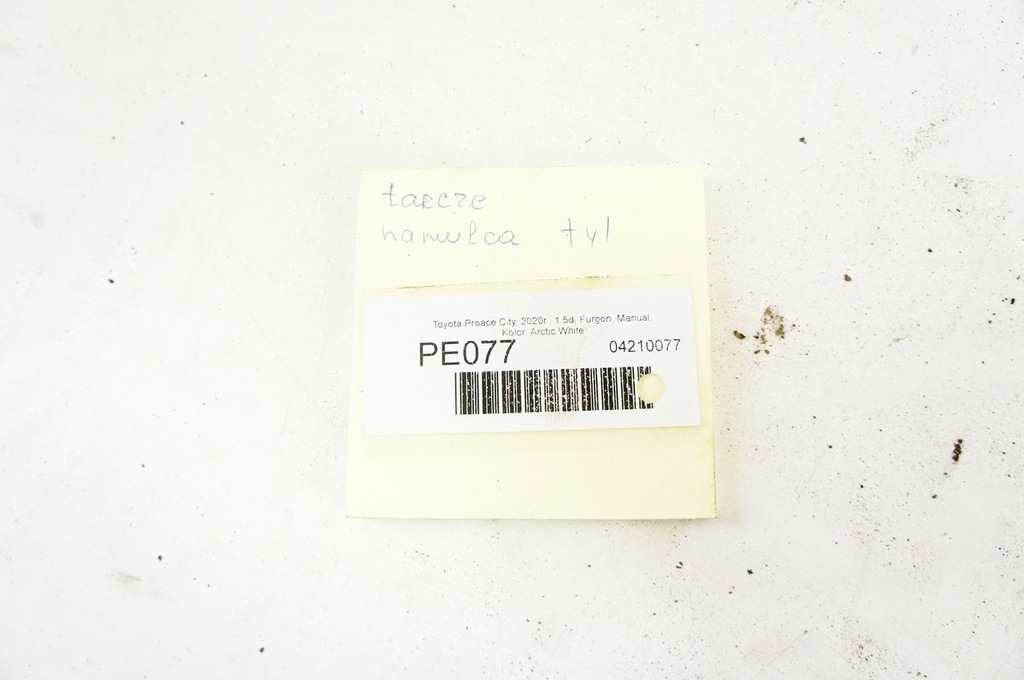 tarcze
hamulca tył
Toyota Proace City, 2020r., 1.5d, Furgon, Manual,
Kolor: Arctic White
PE077
04210077